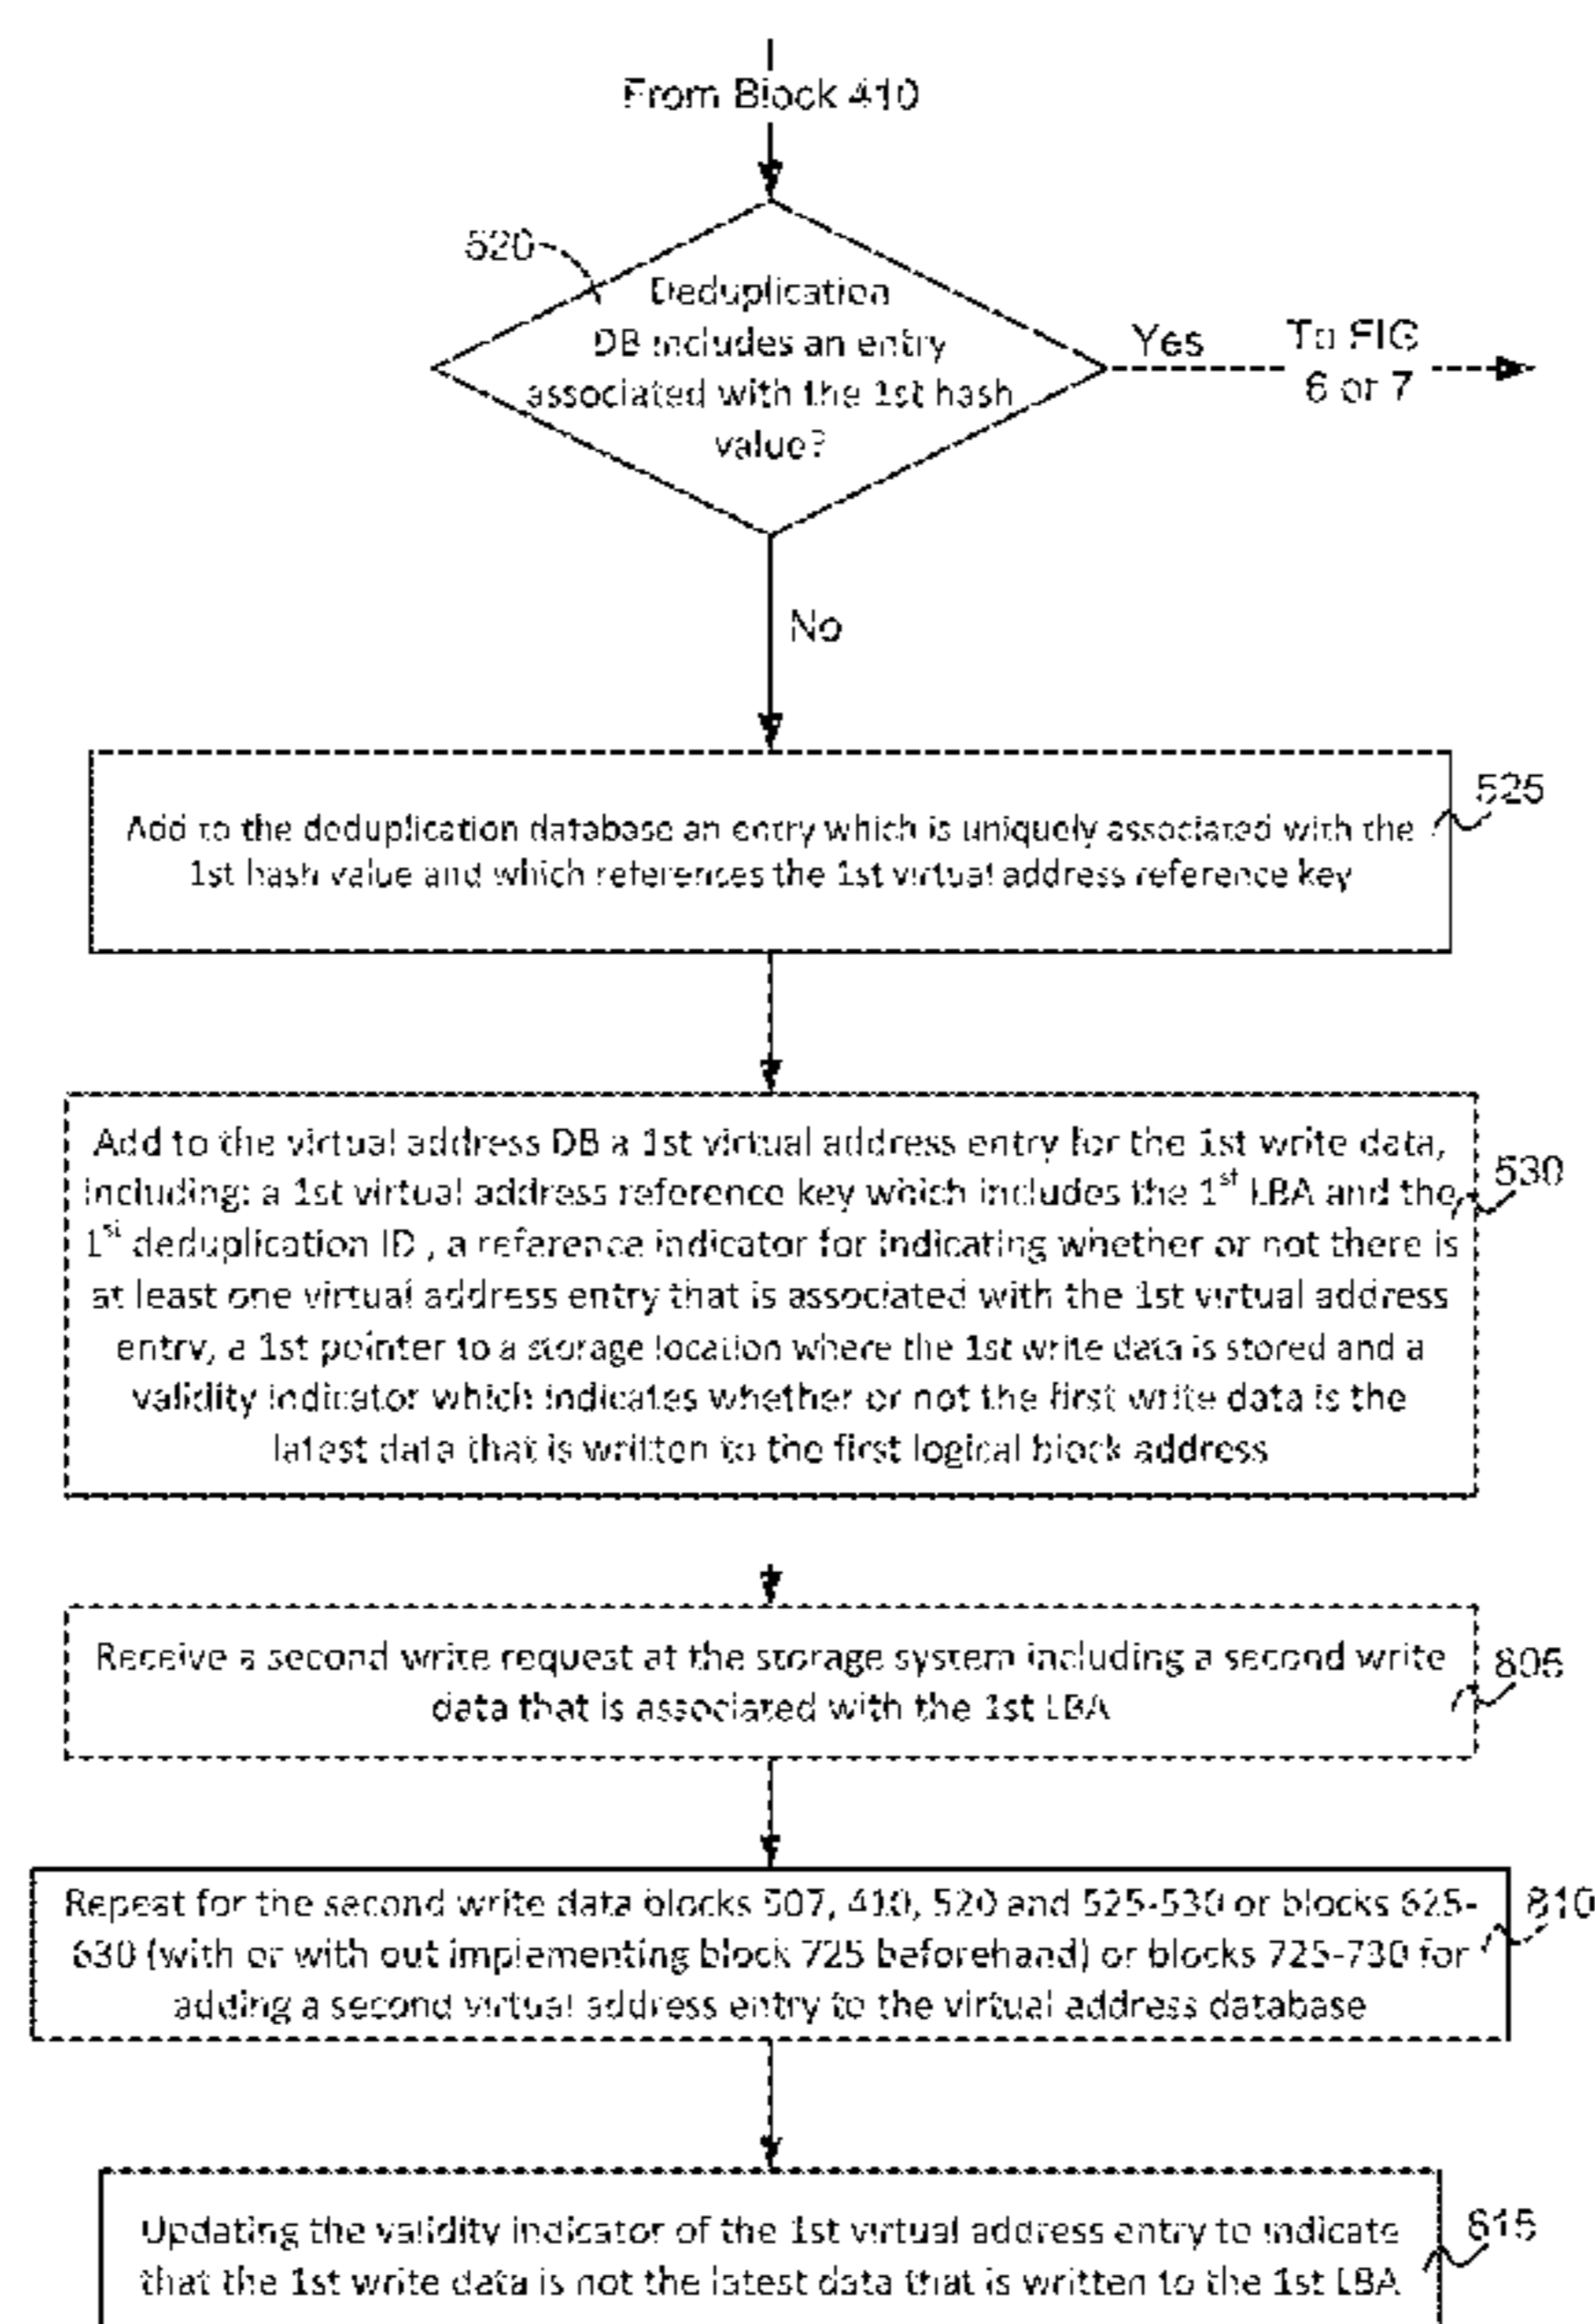 From Block 410
520
Deduplication
DB includes an entry
associated with the 1st hash
value?
Yes
To FIG
6 or 7
No
525
Add to the deduplication database an entry which is uniquely associated with the
1st hash value and which references the 1st virtual address reference key
Add to the virtual address DB a 1st virtual address entry for the 1st write data,
including: a 1st virtual address reference key which includes the 1st LBA and the
530
1st deduplication ID , a reference indicator for indicating whether or not there is
at least one virtual address entry that is associated with the 1st virtual address
entry, a 1st pointer to a storage location where the 1st write data is stored and a
validity indicator which indicates whether or not the first write data is the
latest data that is written to the first logical block address
Receive a second write request at the storage system including a second write
805
data that is associated with the 1st LBA
Repeat for the second write data blocks 507, 410, 520 and 525-530 or blocks 625-
810
630 (with or with out implementing block 725 beforehand) or blocks 725-730 for
adding a second virtual address entry to the virtual address database
Updating the validity indicator of the 1st virtual address entry to indicate
815
that the 1st write data is not the latest data that is written to the 1st LBA